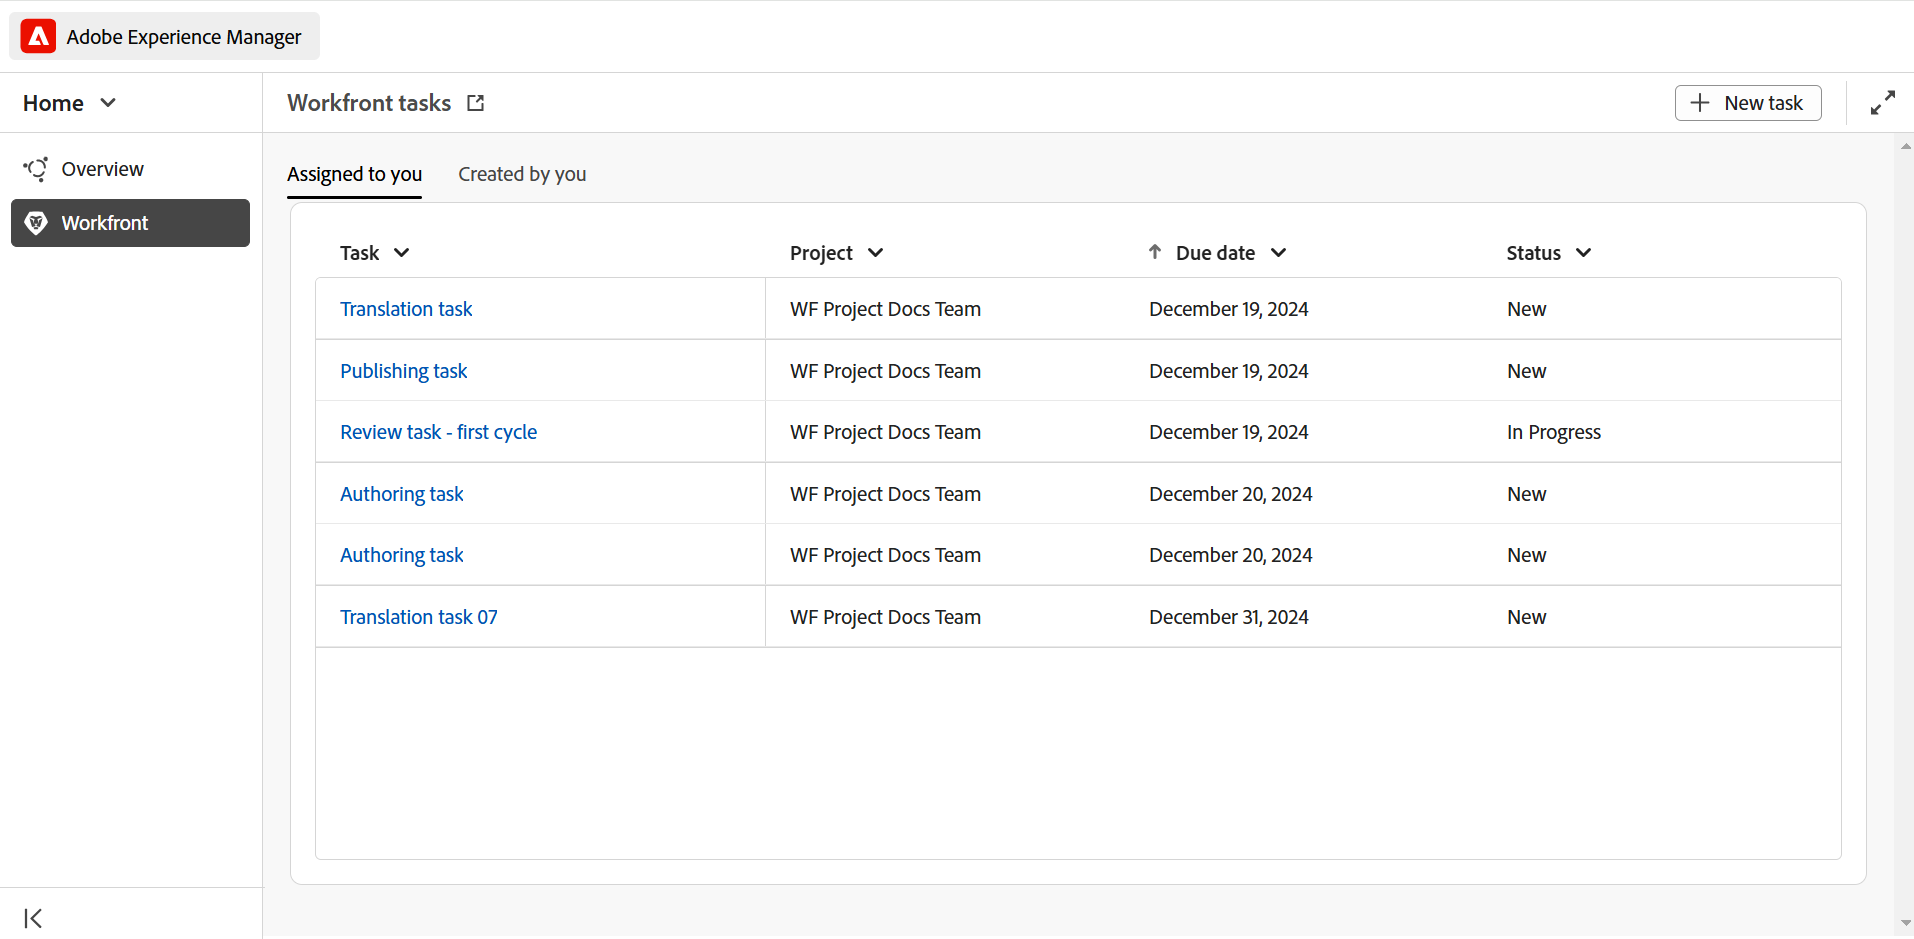 Adobe Experience Manager
Home
Workfront tasks
New task
Overview
Workfront
Assigned to you
Created by you
Task Project Due date Status
Translation task WF Project Docs Team December 19, 2024 New
Publishing task WF Project Docs Team December 19, 2024 New
Review task - first cycle WF Project Docs Team December 19, 2024 In Progress
Authoring task WF Project Docs Team December 20, 2024 New
Authoring task WF Project Docs Team December 20, 2024 New
Translation task 07 WF Project Docs Team December 31, 2024 New